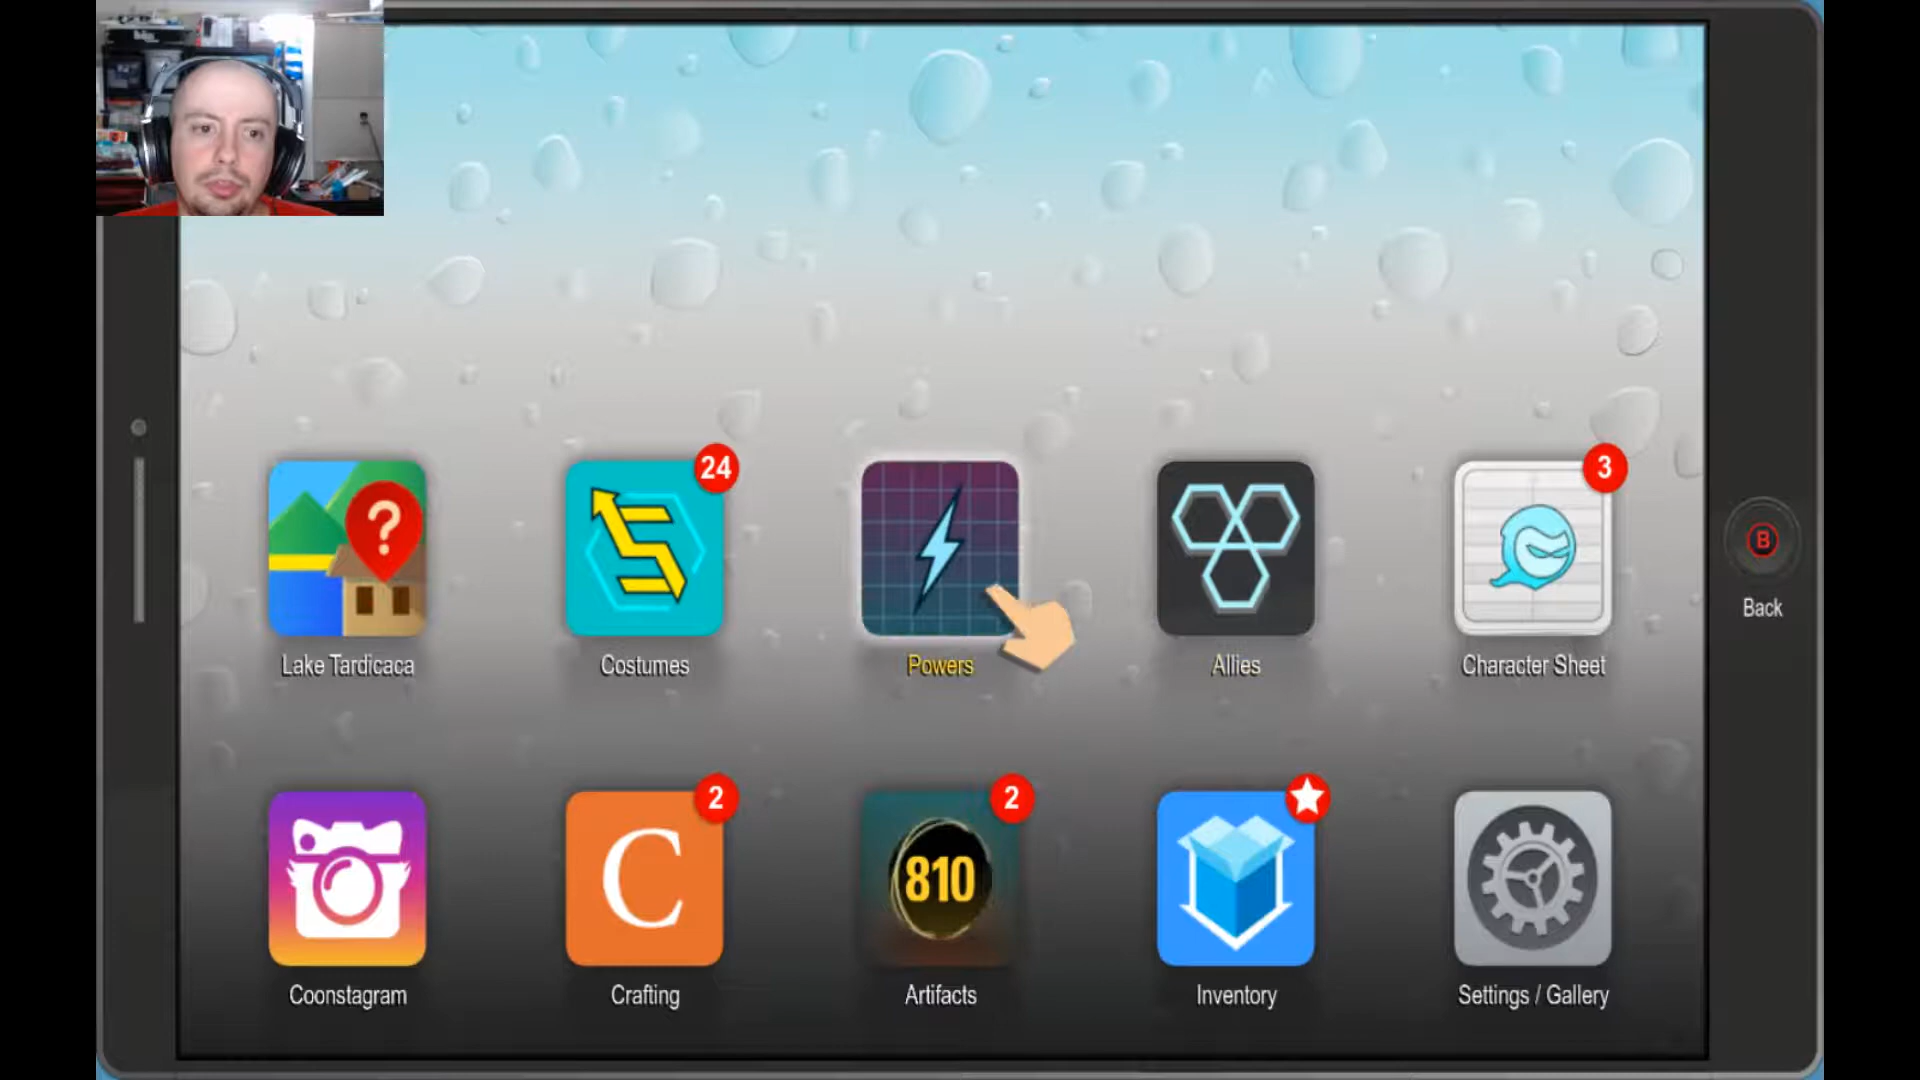 24
3
?
Lake Tardicaca
Costumes
Powers
Allies
Character Sheet
B
Back
2
2
C
810
Coonstagram
Crafting
Artifacts
Inventory
Settings / Gallery